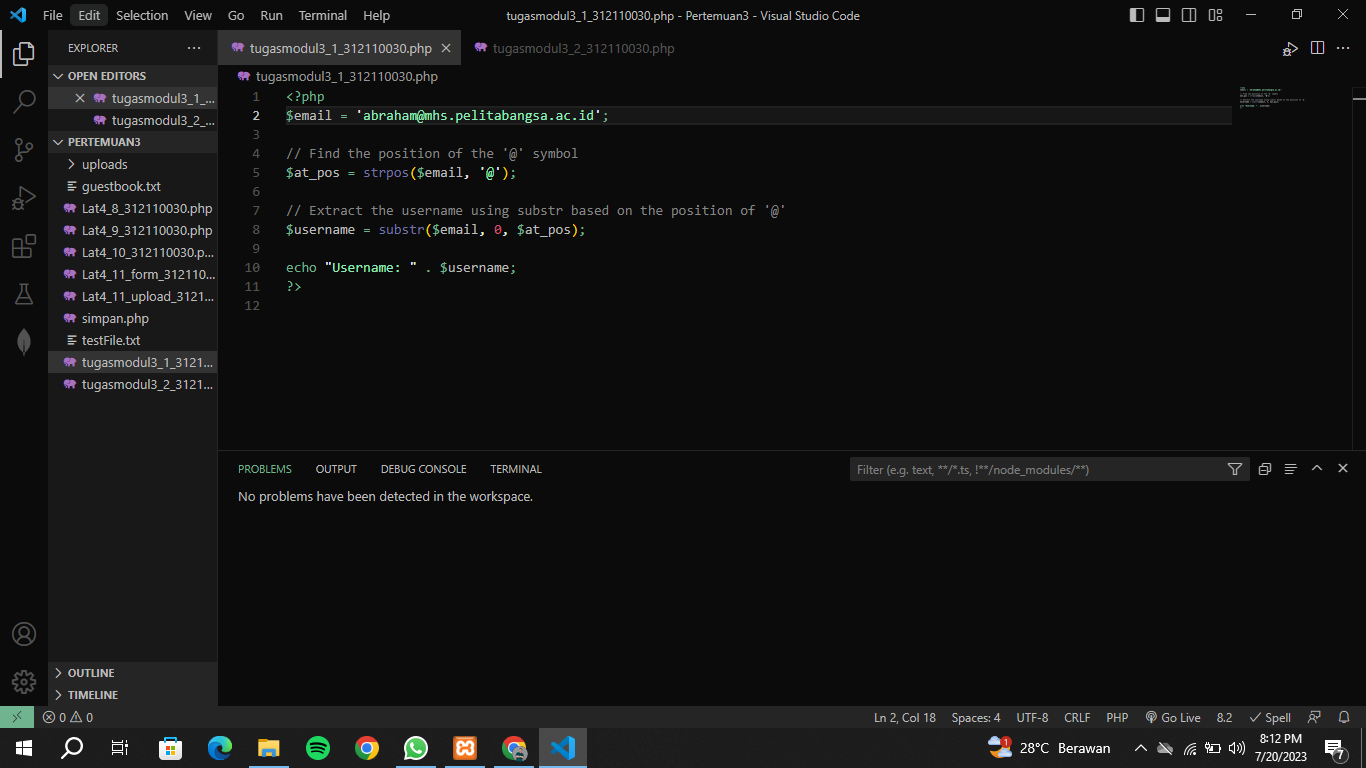 File Edit Selection View Go Run Terminal Help tugasmodul3_1_312110030.php - Pertemuan3 - Visual Studio Code
EXPLORER
OPEN EDITORS
tugasmodul3_1_...
tugasmodul3_2_...
PERTEMUAN3
uploads
guestbook.txt
Lat4_8_312110030.php
Lat4_9_312110030.php
Lat4_10_312110030.p...
Lat4_11_form_312110...
Lat4_11_upload_3121...
simpan.php
testFile.txt
tugasmodul3_1_3121...
tugasmodul3_2_3121...
OUTLINE
TIMELINE
tugasmodul3_1_312110030.php tugasmodul3_2_312110030.php
tugasmodul3_1_312110030.php
1 <?php
2 $email = 'abraham@mhs.pelitabangsa.ac.id';
3
4 // Find the position of the '@' symbol
5 $at_pos = strpos($email, '@');
6
7 // Extract the username using substr based on the position of '@'
8 $username = substr($email, 0, $at_pos);
9
10 echo "Username: " . $username;
11 ?>
12
PROBLEMS OUTPUT DEBUG CONSOLE TERMINAL Filter (e.g. text, **/*.ts, !**/node_modules/**)
No problems have been detected in the workspace.
0 0 Ln 2, Col 18 Spaces: 4 UTF-8 CRLF PHP Go Live 8.2 Spell
1 28°C Berawan 8:12 PM
7/20/2023 7